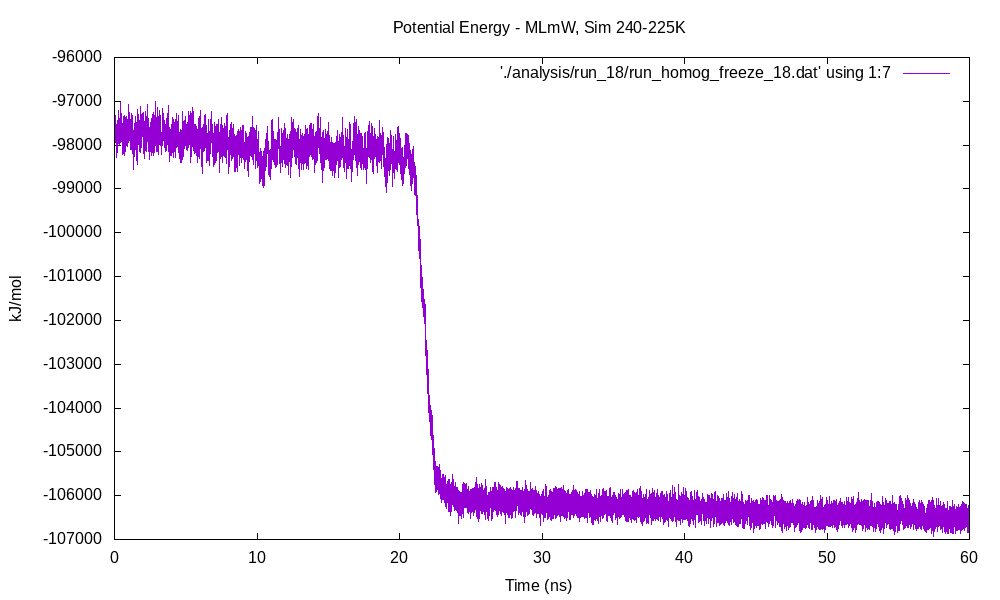 Potential Energy - MLmW, Sim 240-225K
'./analysis/run_18/run_homog_freeze_18.dat' using 1:7
-96000
-97000
-98000
-99000
-100000
-101000
-102000
-103000
-104000
-105000
-106000
-107000
kJ/mol
0 10 20 30 40 50 60
Time (ns)